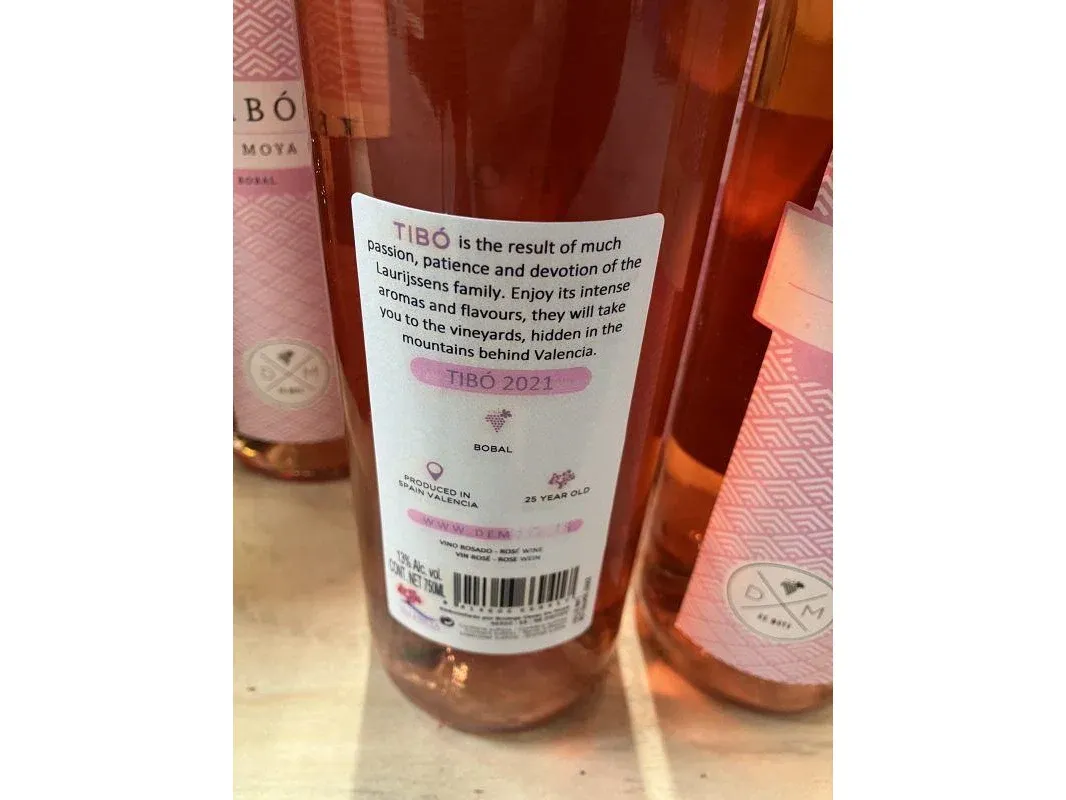 BÓ
MOYA
BOBAL
D M
TIBÓ is the result of much
passion, patience and devotion of the
Laurijssens family. Enjoy its intense
aromas and flavours, they will take
you to the vineyards, hidden in the
mountains behind Valencia.
TIBÓ 2021
BOBAL
PRODUCED IN
SPAIN VALENCIA
25 YEAR OLD
VINO ROSADO - ROSÉ WINE
VIN ROSÉ - ROSE WEIN
13% Alc. vol.
CONT. NET 750ML
D M
DE MOYA